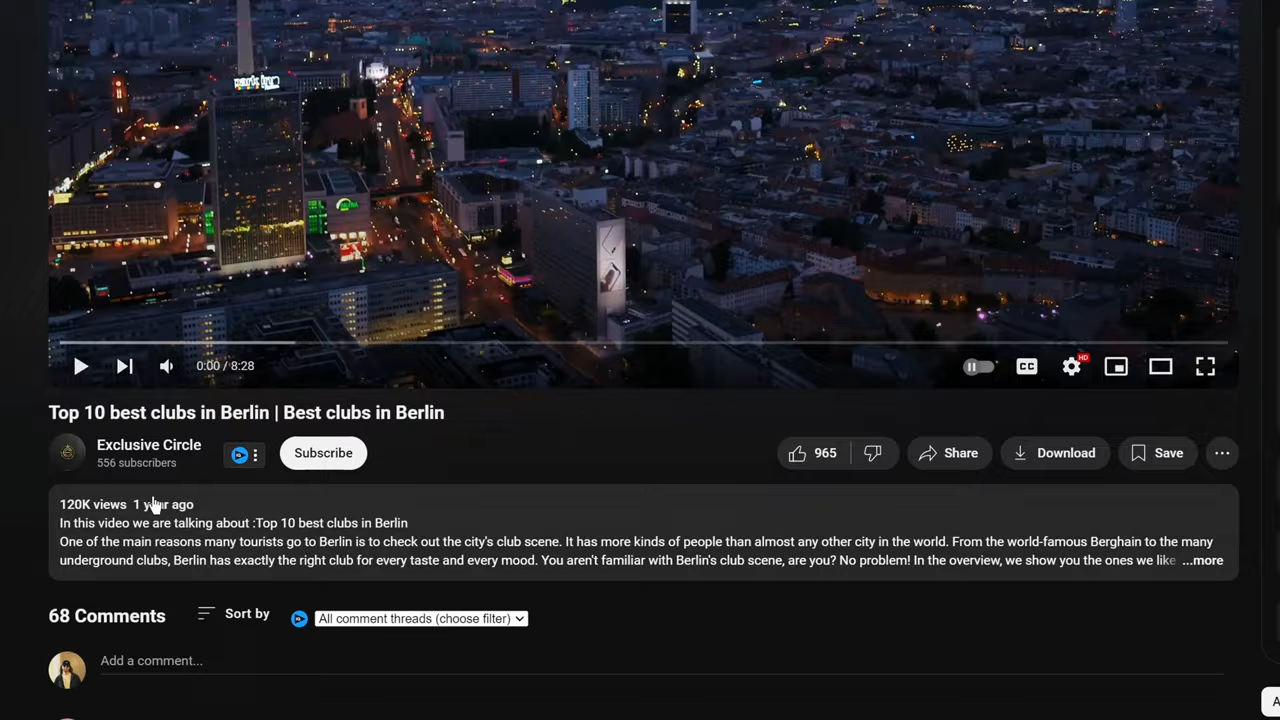 0:00 / 8:28
CC
HD
Top 10 best clubs in Berlin | Best clubs in Berlin
Exclusive Circle
556 subscribers
Subscribe
965
Share
Download
Save
120K views 1 year ago
In this video we are talking about :Top 10 best clubs in Berlin
One of the main reasons many tourists go to Berlin is to check out the city's club scene. It has more kinds of people than almost any other city in the world. From the world-famous Berghain to the many
underground clubs, Berlin has exactly the right club for every taste and every mood. You aren't familiar with Berlin's club scene, are you? No problem! In the overview, we show you the ones we like ...more
68 Comments
Sort by
All comment threads (choose filter)
Add a comment...